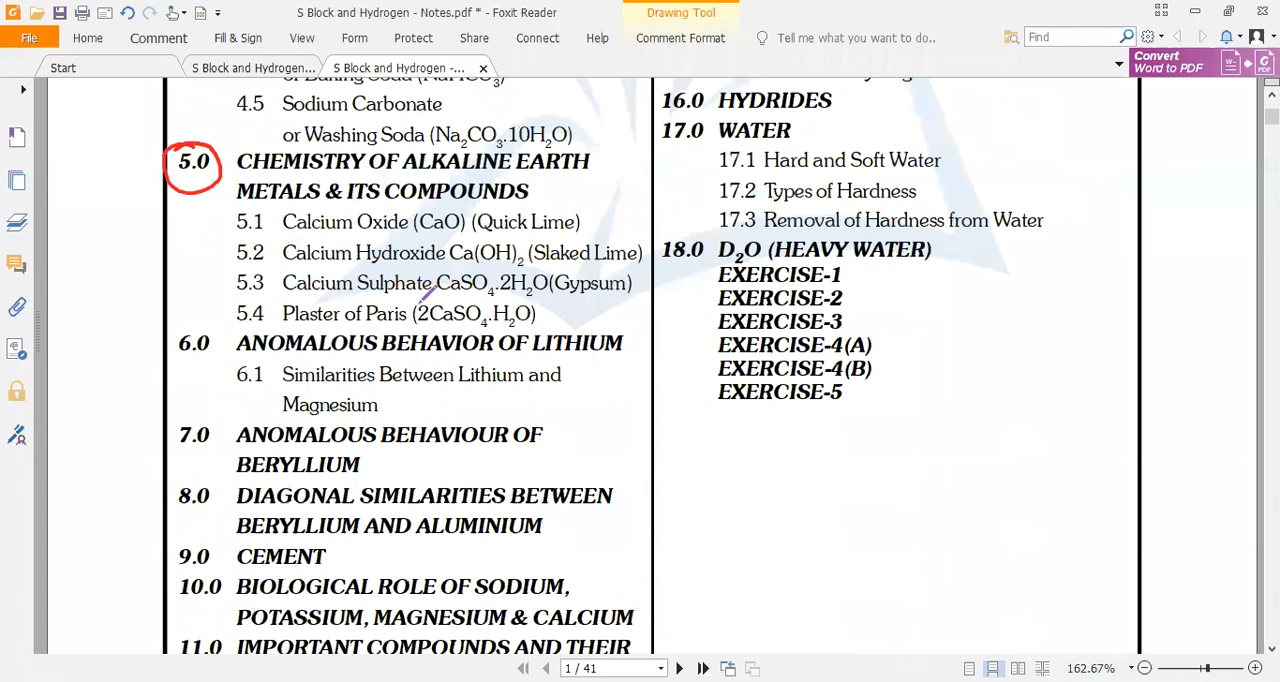 S Block and Hydrogen - Notes.pdf * - Foxit Reader
Drawing Tool
File
Home
Comment
Fill & Sign
View
Form
Protect
Share
Connect
Help
Comment Format
Tell me what you want to do..
Find
Start
S Block and Hydrogen...
S Block and Hydrogen -...
Convert
Word to PDF
or Baking Soda (NaHCO3)
4.5 Sodium Carbonate
or Washing Soda (Na2CO3.10H2O)
5.0 CHEMISTRY OF ALKALINE EARTH
METALS & ITS COMPOUNDS
5.1 Calcium Oxide (CaO) (Quick Lime)
5.2 Calcium Hydroxide Ca(OH)2 (Slaked Lime)
5.3 Calcium Sulphate CaSO4.2H2O(Gypsum)
5.4 Plaster of Paris (2CaSO4.H2O)
6.0 ANOMALOUS BEHAVIOR OF LITHIUM
6.1 Similarities Between Lithium and
Magnesium
7.0 ANOMALOUS BEHAVIOUR OF
BERYLLIUM
8.0 DIAGONAL SIMILARITIES BETWEEN
BERYLLIUM AND ALUMINIUM
9.0 CEMENT
10.0 BIOLOGICAL ROLE OF SODIUM,
POTASSIUM, MAGNESIUM & CALCIUM
11.0 IMPORTANT COMPOUNDS AND THEIR
16.0 HYDRIDES
17.0 WATER
17.1 Hard and Soft Water
17.2 Types of Hardness
17.3 Removal of Hardness from Water
18.0 D2O (HEAVY WATER)
EXERCISE-1
EXERCISE-2
EXERCISE-3
EXERCISE-4(A)
EXERCISE-4(B)
EXERCISE-5
1 / 41
162.67%